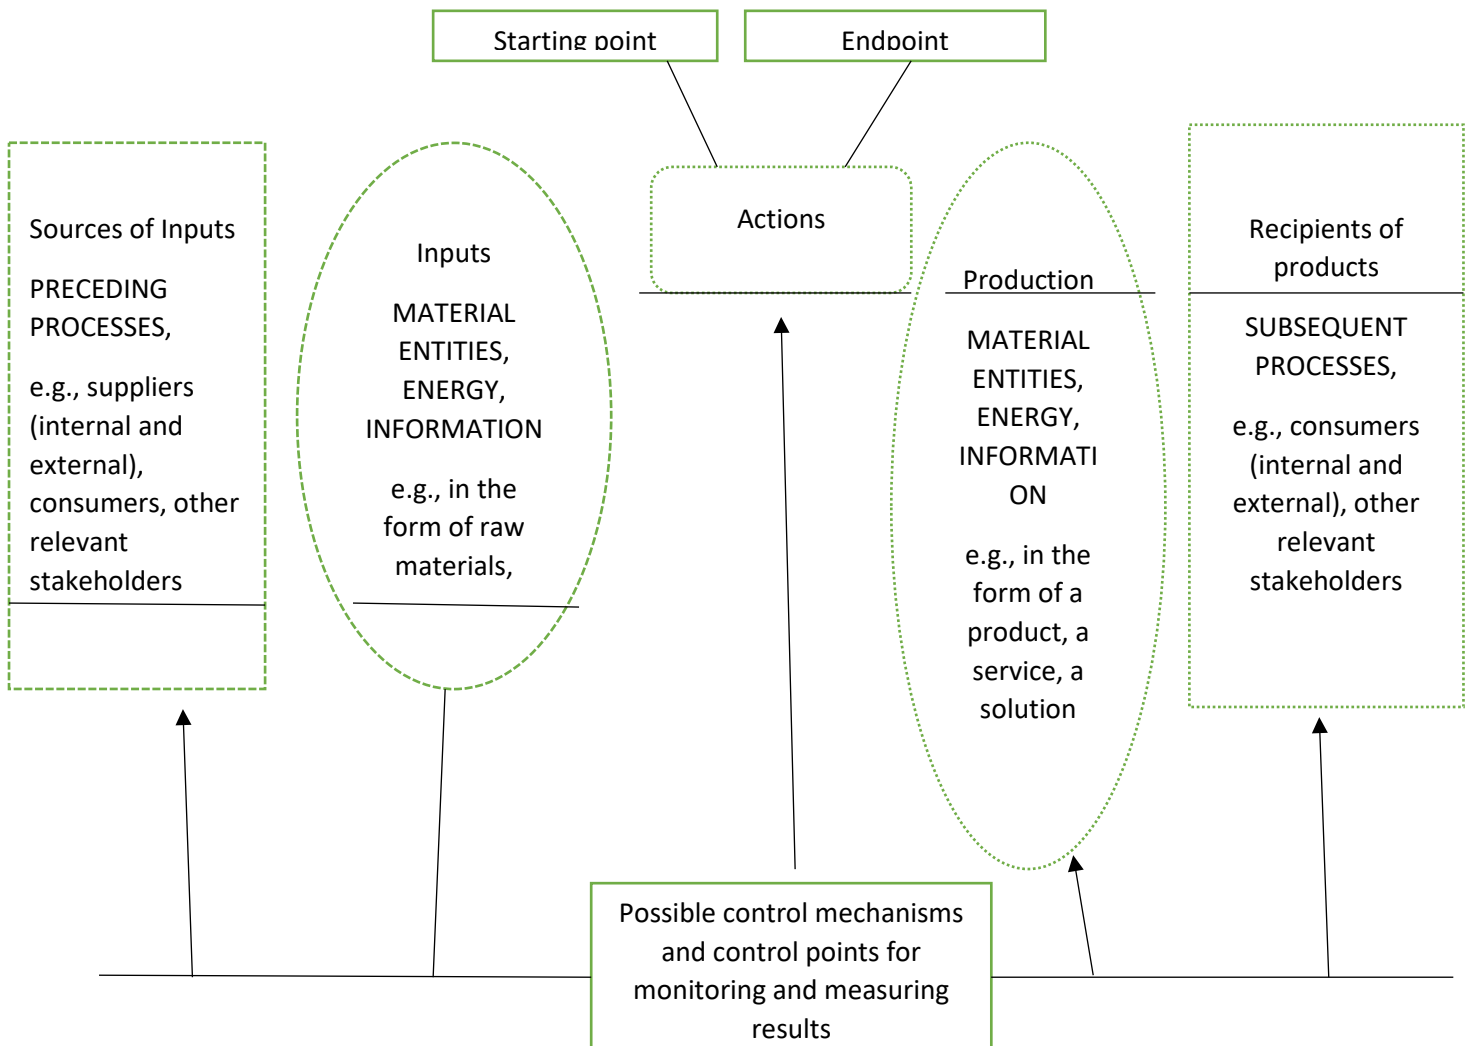 Starting point
Endpoint
Sources of Inputs
PRECEDING
PROCESSES,
e.g., suppliers
(internal and
external),
consumers, other
relevant
stakeholders
Inputs
MATERIAL
ENTITIES,
ENERGY,
INFORMATION
e.g., in the
form of raw
materials,
Actions
Production
MATERIAL
ENTITIES,
ENERGY,
INFORMATI
ON
e.g., in the
form of a
product, a
service, a
solution
Recipients of
products
SUBSEQUENT
PROCESSES,
e.g., consumers
(internal and
external), other
relevant
stakeholders
Possible control mechanisms
and control points for
monitoring and measuring
results